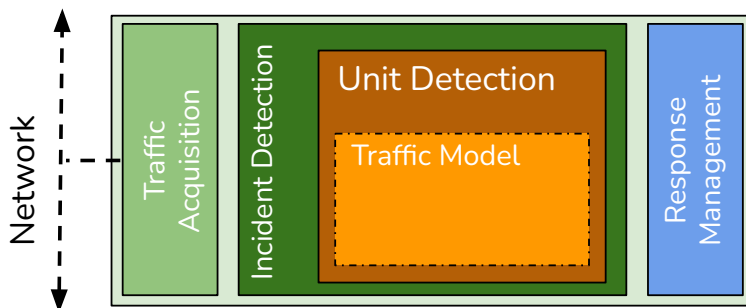 Network
Traffic
Acquisition
Incident Detection
Unit Detection
Traffic Model
Response
Management